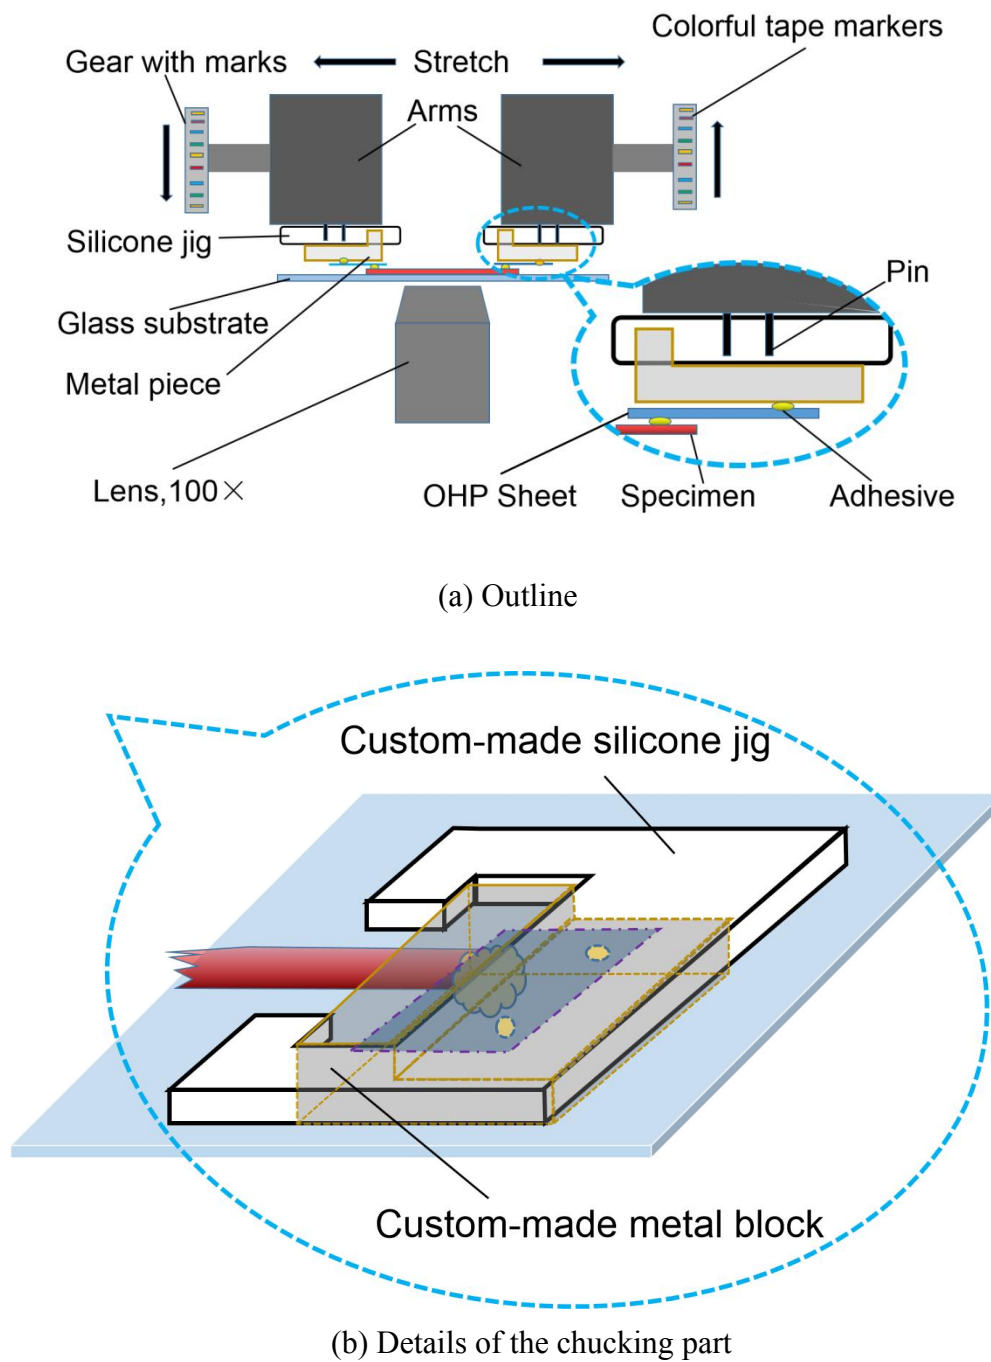 Colorful tape markers
Gear with marks
Stretch
Arms
Silicone jig
Pin
Glass substrate
Metal piece
Lens,100×
OHP Sheet
Specimen
Adhesive
(a) Outline
Custom-made silicone jig
Custom-made metal block
(b) Details of the chucking part